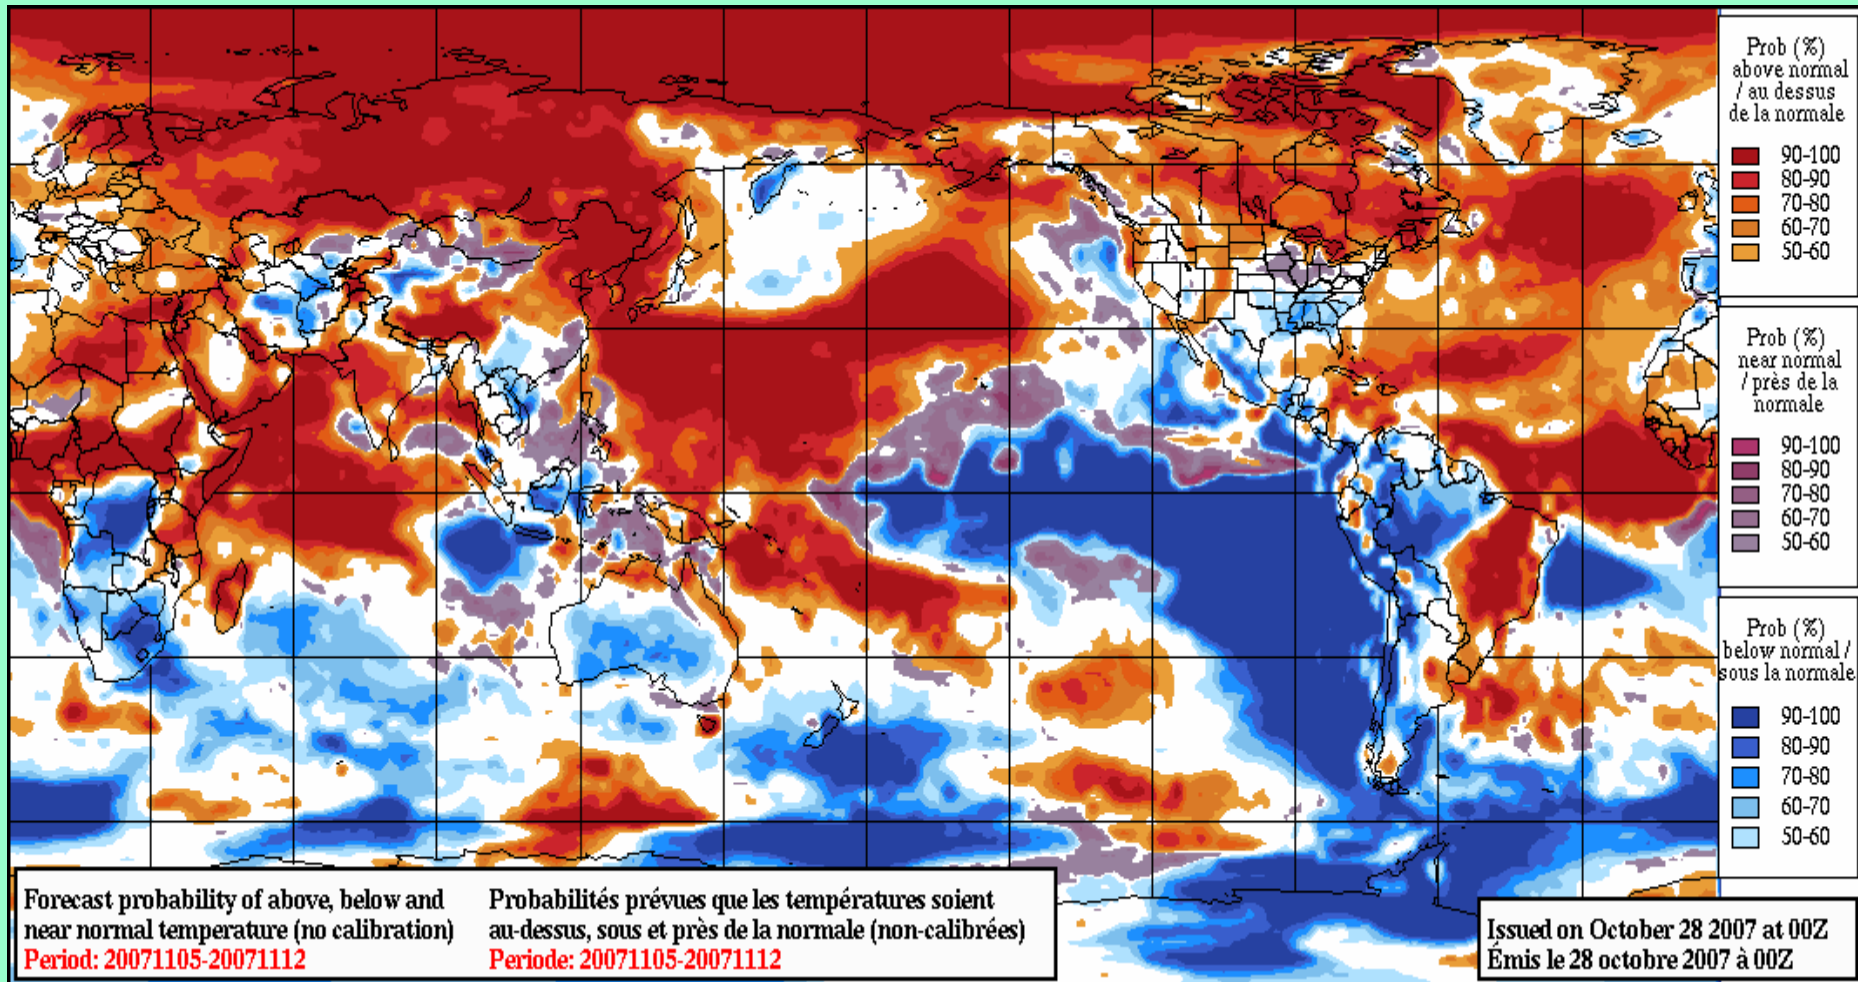 Prob (%)
above normal
/ au dessus
de la normale
90-100
80-90
70-80
60-70
50-60
Prob (%)
near normal
/ près de la
normale
90-100
80-90
70-80
60-70
50-60
Prob (%)
below normal /
sous la normale
90-100
80-90
70-80
60-70
50-60
Forecast probability of above, below and
near normal temperature (no calibration)
Period: 20071105-20071112
Probabilités prévues que les températures soient
au-dessus, sous et près de la normale (non-calibrées)
Periode: 20071105-20071112
Issued on October 28 2007 at 00Z
Émis le 28 octobre 2007 à 00Z